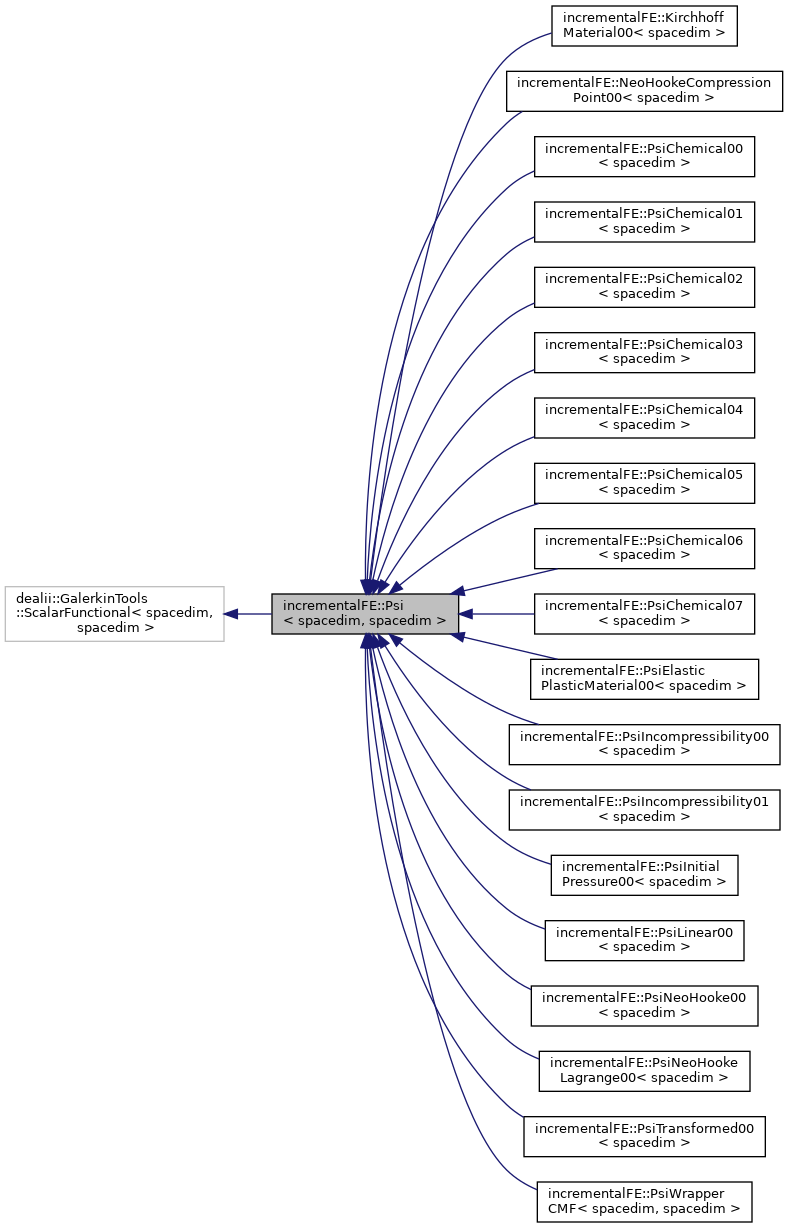 incrementalFE::Kirchhoff
Material00< spacedim >
incrementalFE::NeoHookeCompression
Point00< spacedim >
incrementalFE::PsiChemical00
< spacedim >
incrementalFE::PsiChemical01
< spacedim >
incrementalFE::PsiChemical02
< spacedim >
incrementalFE::PsiChemical03
< spacedim >
incrementalFE::PsiChemical04
< spacedim >
incrementalFE::PsiChemical05
< spacedim >
incrementalFE::PsiChemical06
< spacedim >
dealii::GalerkinTools
::ScalarFunctional< spacedim,
spacedim >
incrementalFE::Psi
< spacedim, spacedim >
incrementalFE::PsiChemical07
< spacedim >
incrementalFE::PsiElastic
PlasticMaterial00< spacedim >
incrementalFE::PsiIncompressibility00
< spacedim >
incrementalFE::PsiIncompressibility01
< spacedim >
incrementalFE::PsiInitial
Pressure00< spacedim >
incrementalFE::PsiLinear00
< spacedim >
incrementalFE::PsiNeoHooke00
< spacedim >
incrementalFE::PsiNeoHooke
Lagrange00< spacedim >
incrementalFE::PsiTransformed00
< spacedim >
incrementalFE::PsiWrapper
CMF< spacedim, spacedim >